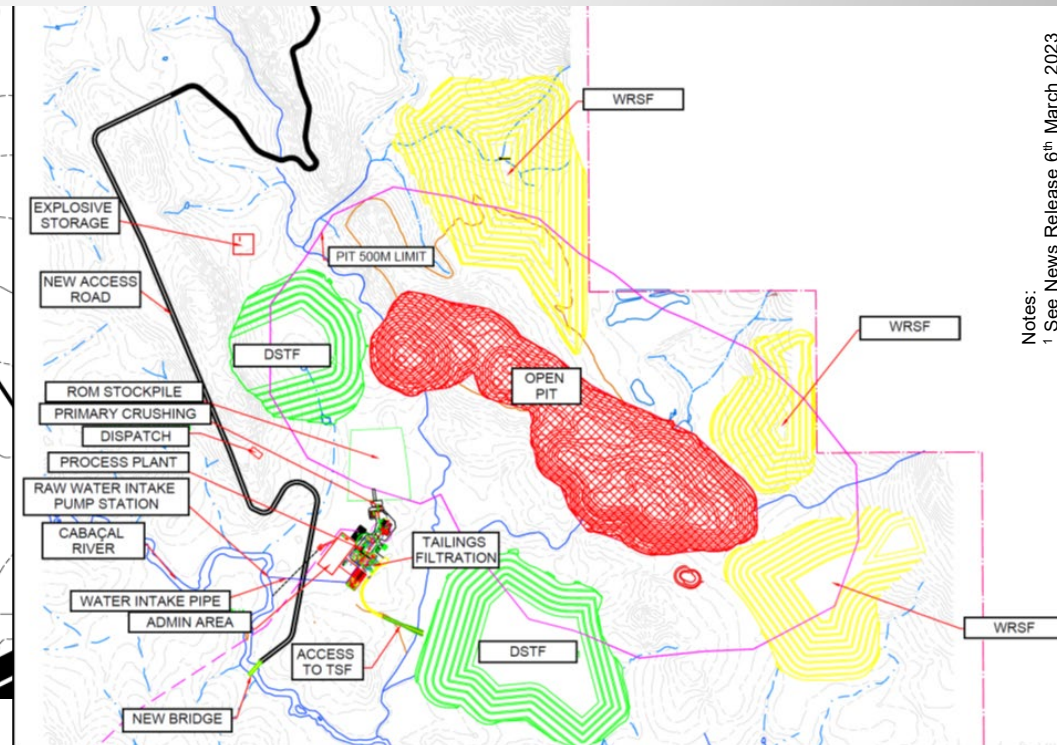 WRSF
EXPLOSIVE
STORAGE
PIT 500M LIMIT
NEW ACCESS
ROAD
WRSF
DSTF
OPEN
PIT
ROM STOCKPILE
PRIMARY CRUSHING
DISPATCH
PROCESS PLANT
RAW WATER INTAKE
PUMP STATION
CABAÇAL
RIVER
TAILINGS
FILTRATION
WATER INTAKE PIPE
ADMIN AREA
WRSF
ACCESS
TO TSF
DSTF
NEW BRIDGE
Notes:
¹ See News Release 6th March 2023